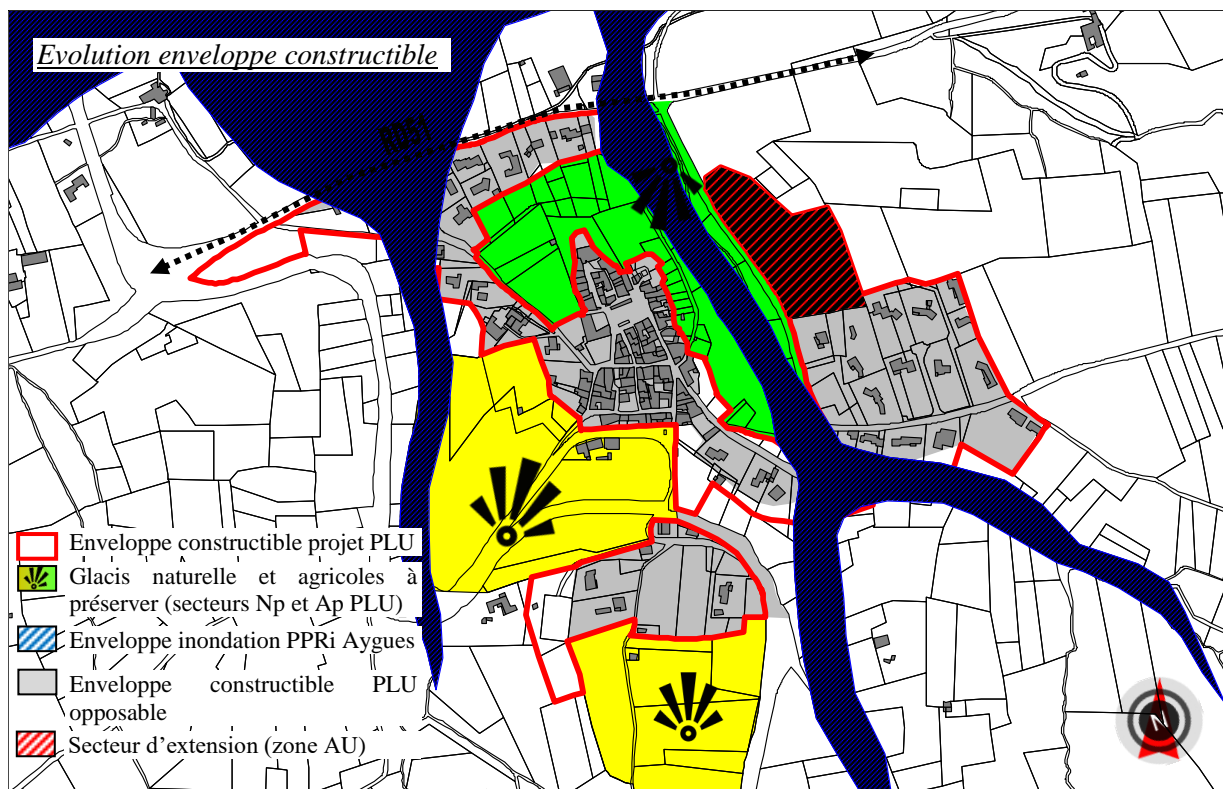 Evolution enveloppe constructible
RD51
Enveloppe constructible projet PLU
Glacis naturelle et agricoles à
préserver (secteurs Np et Ap PLU)
Enveloppe inondation PPRi Aygues
Enveloppe constructible PLU
opposable
Secteur d'extension (zone AU)
N